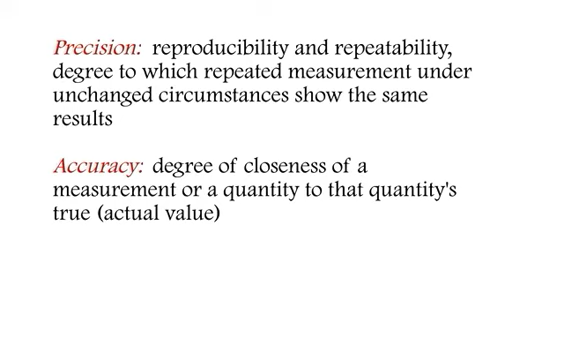 Precision: reproducibility and repeatability,
degree to which repeated measurement under
unchanged circumstances show the same
results
Accuracy: degree of closeness of a
measurement or a quantity to that quantity's
true (actual value)